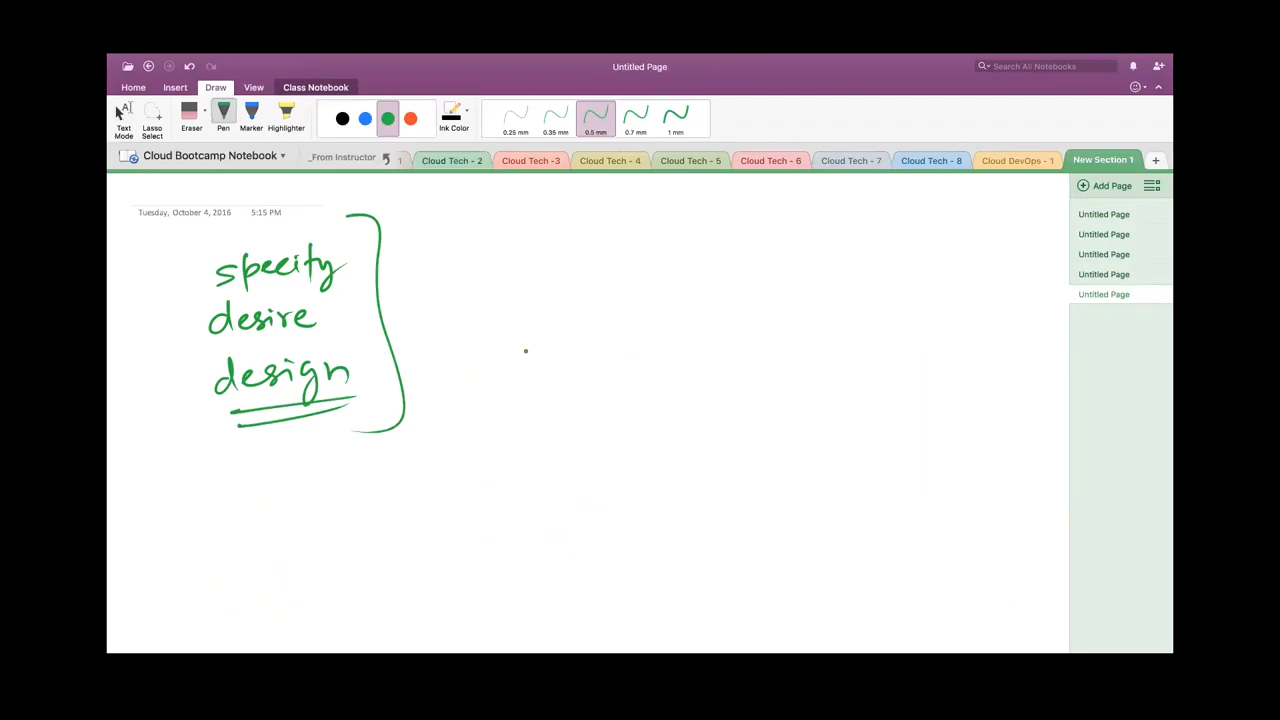 Untitled Page
Search All Notebooks
Home Insert Draw View Class Notebook
Text Mode
Lasso Select
Eraser
Pen
Marker
Highlighter
Ink Color
0.25 mm
0.35 mm
0.5 mm
0.7 mm
1 mm
Cloud Bootcamp Notebook
_From Instructor
1
Cloud Tech - 2
Cloud Tech -3
Cloud Tech - 4
Cloud Tech - 5
Cloud Tech - 6
Cloud Tech - 7
Cloud Tech - 8
Cloud DevOps - 1
New Section 1
Add Page
Tuesday, October 4, 2016 5:15 PM
specify
desire
design
Untitled Page
Untitled Page
Untitled Page
Untitled Page
Untitled Page